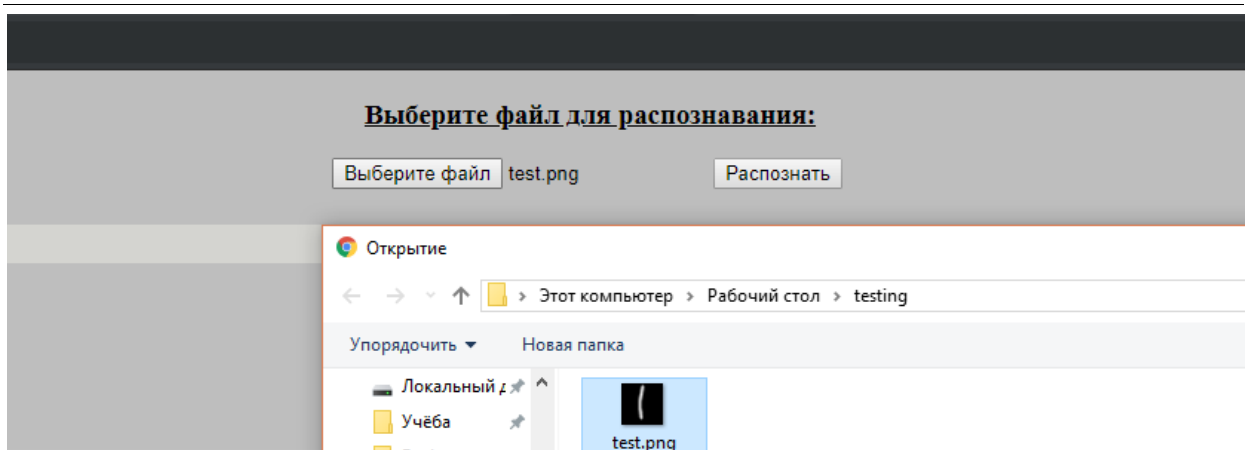 Выберите файл для распознавания:
Выберите файл test.png Распознать
Открытие
Этот компьютер > Рабочий стол > testing
Упорядочить Новая папка
Локальный
Учёба
test.png